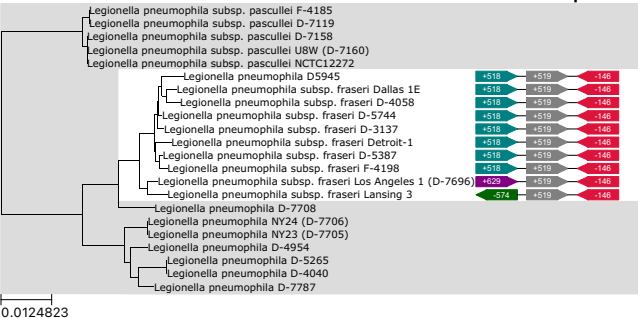 Legionella pneumophila subsp. pascullei F-4185
Legionella pneumophila subsp. pascullei D-7119
Legionella pneumophila subsp. pascullei D-7158
Legionella pneumophila subsp. pascullei U8W (D-7160)
Legionella pneumophila subsp. pascullei NCTC12272
Legionella pneumophila D5945 +518 +519 -146
Legionella pneumophila subsp. fraseri Dallas 1E +518 +519 -146
Legionella pneumophila subsp. fraseri D-4058 +518 +519 -146
Legionella pneumophila subsp. fraseri D-5744 +518 +519 -146
Legionella pneumophila subsp. fraseri D-3137 +518 +519 -146
Legionella pneumophila subsp. fraseri Detroit-1 +518 +519 -146
Legionella pneumophila subsp. fraseri D-5387 +518 +519 -146
Legionella pneumophila subsp. fraseri F-4198 +518 +519 -146
Legionella pneumophila subsp. fraseri Los Angeles 1 (D-7696) +629 +519 -146
Legionella pneumophila subsp. fraseri Lansing 3 -574 +519 -146
Legionella pneumophila D-7708
Legionella pneumophila NY24 (D-7706)
Legionella pneumophila NY23 (D-7705)
Legionella pneumophila D-4954
Legionella pneumophila D-5265
Legionella pneumophila D-4040
Legionella pneumophila D-7787
0.0124823